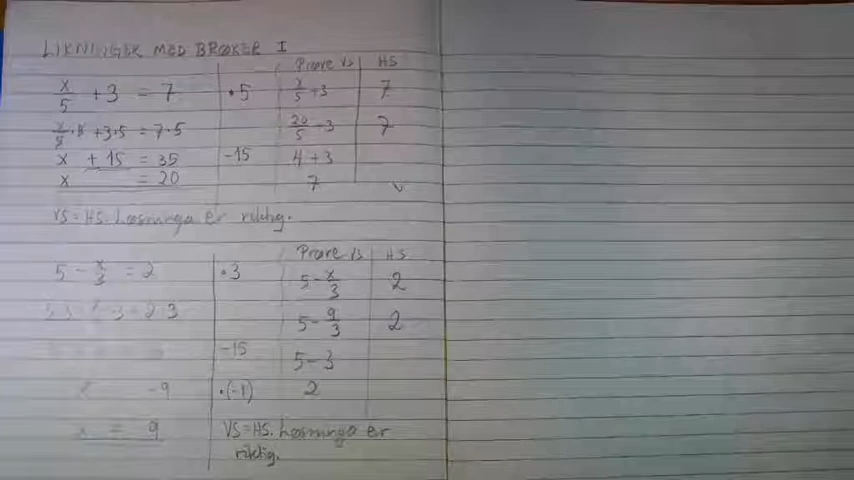 LIKNINGER MED BRØKER I
Prøve VS HS
x/5 + 3 = 7 | ·5 | x/5 + 3 | 7
x/5 · 5 + 3·5 = 7·5 | 20/5 + 3 | 7
x + 15 = 35 | -15 | 4 + 3
x = 20 | 7
VS = HS. Løsninga er riktig.
Prøve VS HS
5 - x/3 = 2 | ·3 | 5 - x/3 | 2
5 - 9/3 | 2
-15 | 5 - 3
-9 | ·(-1) | 2
= 9 | VS = HS. Løsninga er
riktig.